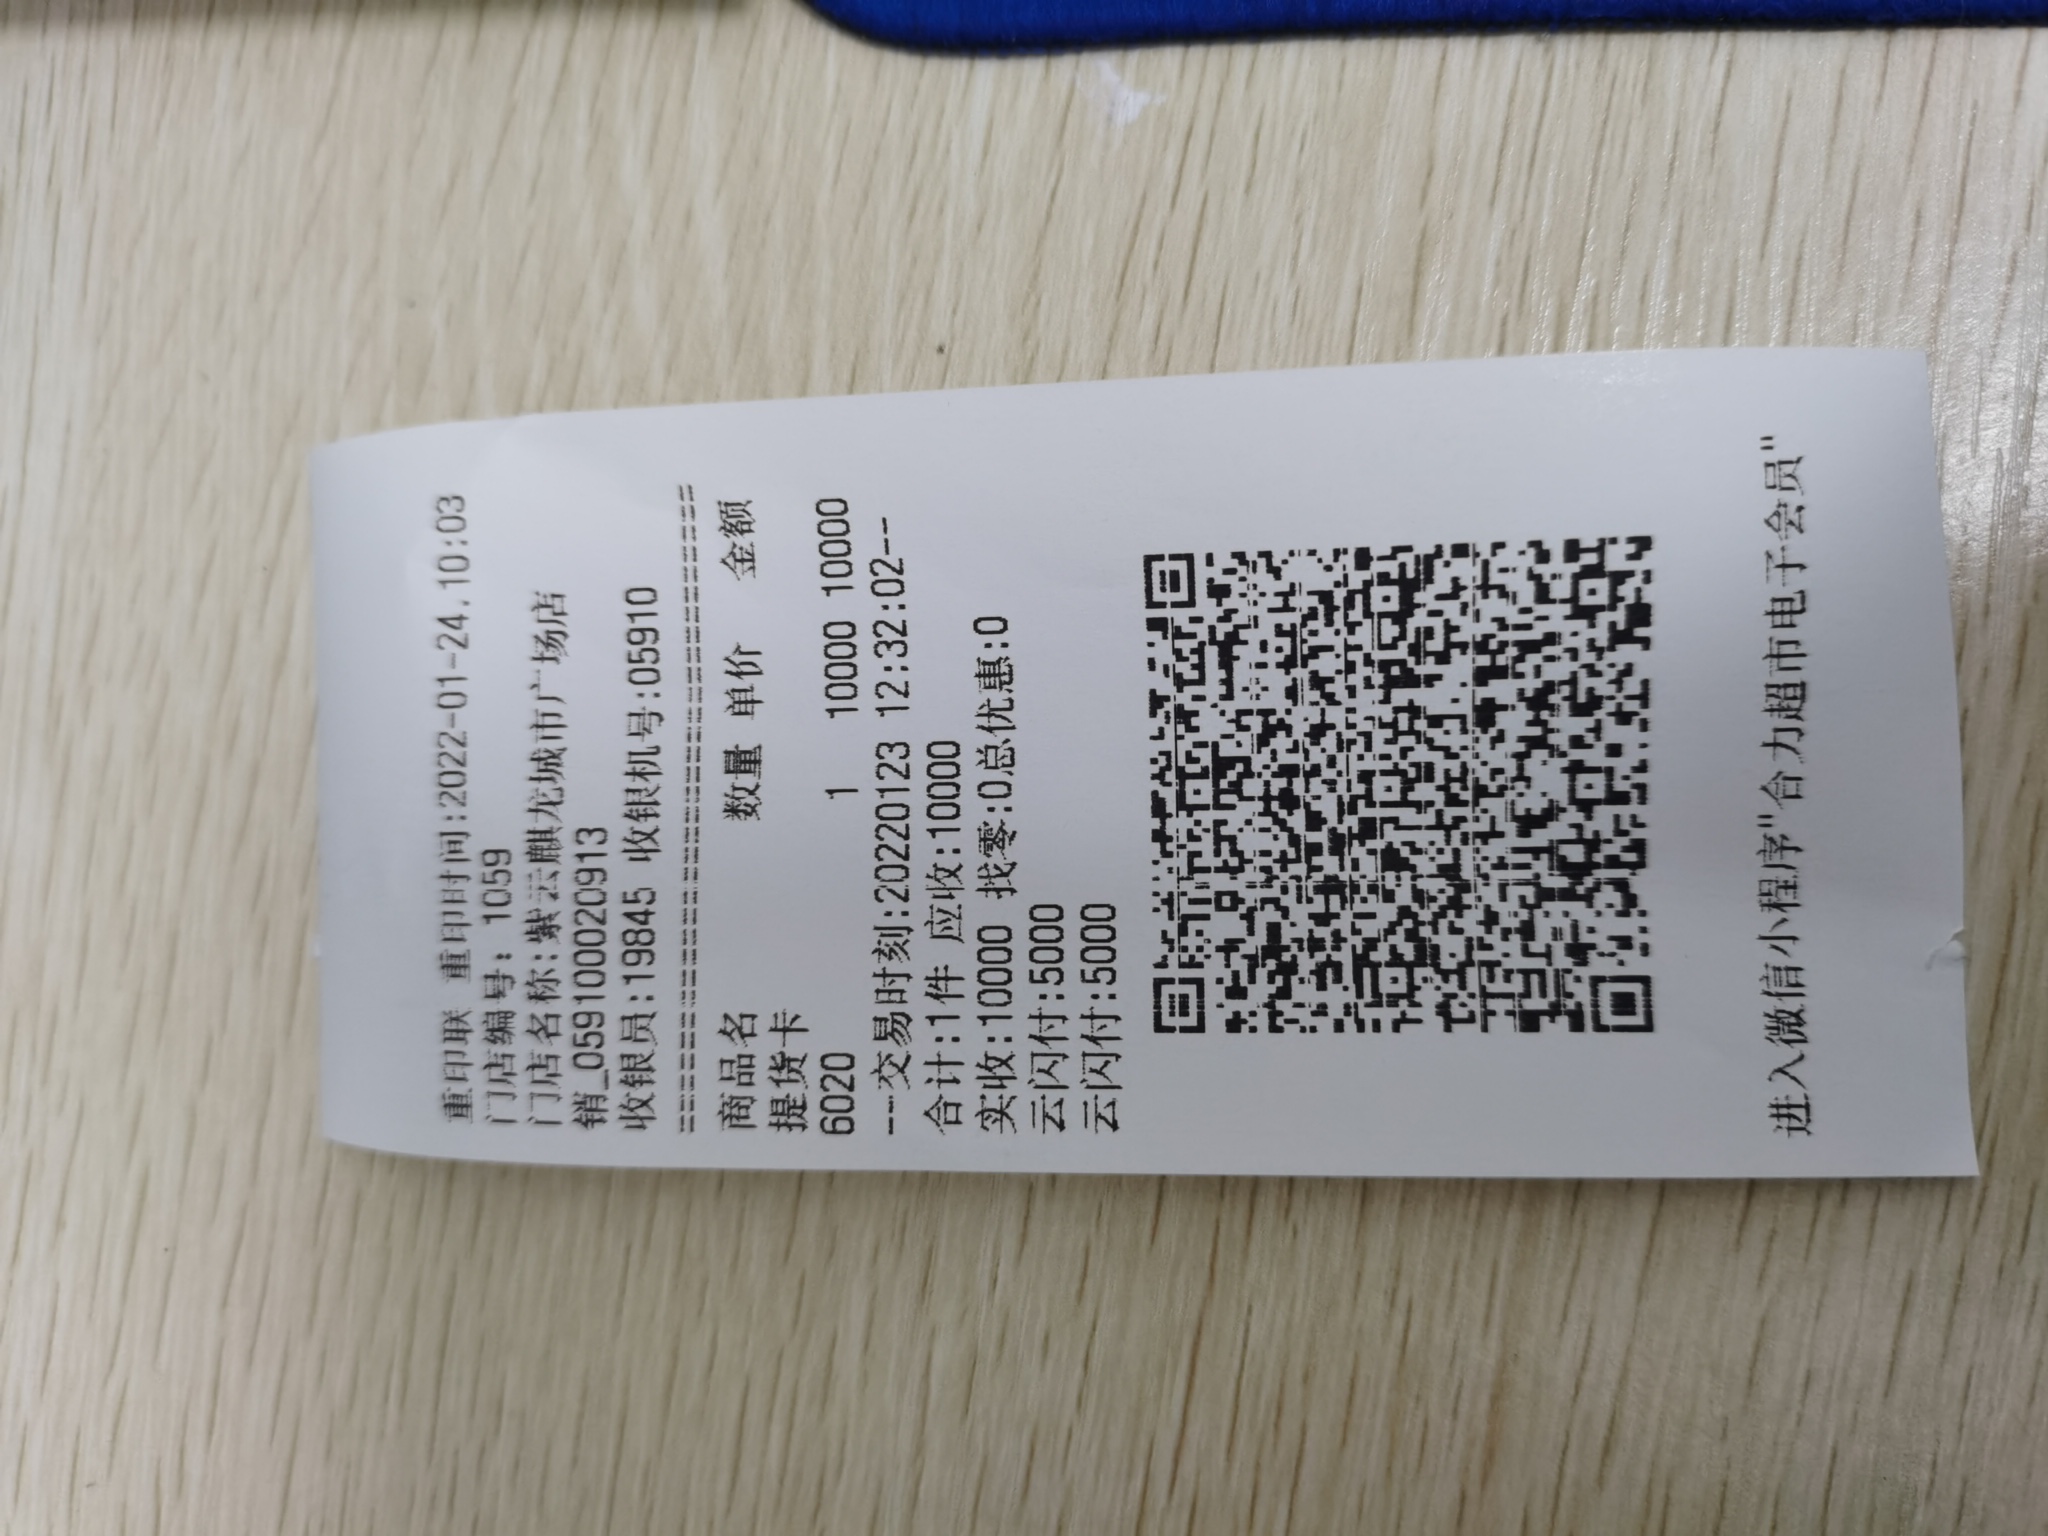 重印联 重印时间:2022-01-24.10:03
门店编号: 1059
门店名称:紫云麒龙城市广场店
销_0591000220913
收银员:19845 收银机号:05910
================================
商品名 数量 单价 金额
提货卡
6020 1 10000 10000
---交易时刻:20220123 12:32:02--
合计:1件 应收:10000
实收:10000 找零:0总优惠:0
云闪付:5000
云闪付:5000
进入微信小程序"合力超市电子会员"